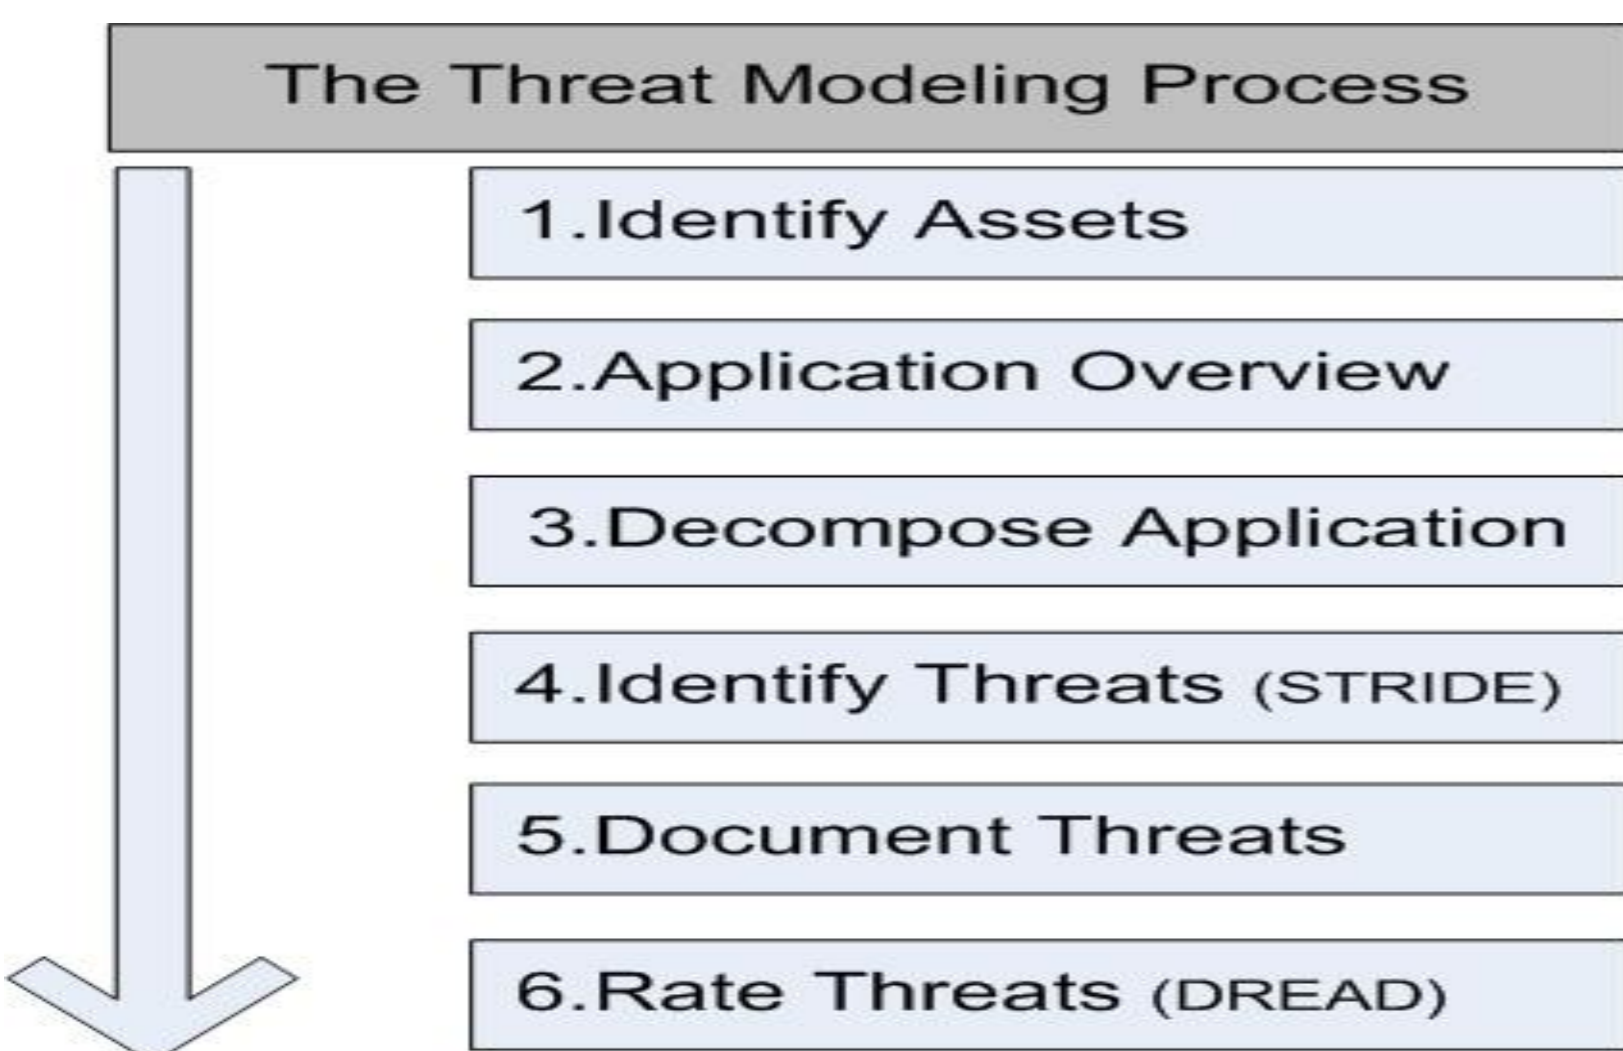 The Threat Modeling Process
1.Identify Assets
2.Application Overview
3.Decompose Application
4.Identify Threats (STRIDE)
5.Document Threats
6.Rate Threats (DREAD)